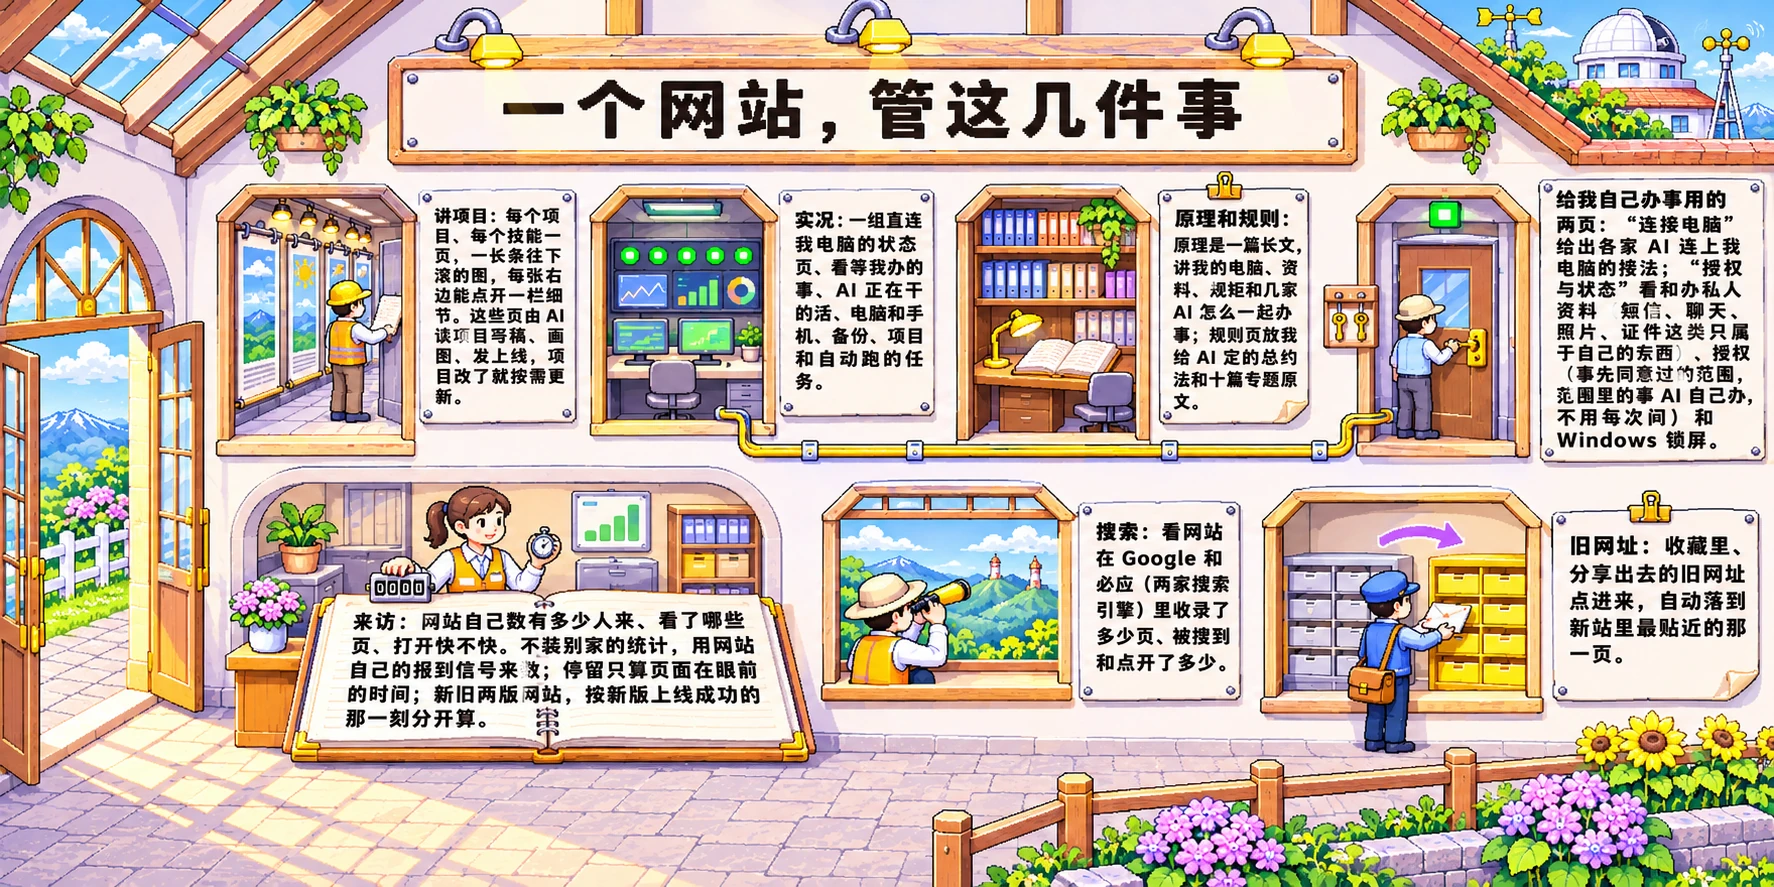 一个网站，管这几件事
讲项目：每个项
目、每个技能一
页，一长条往下
滚的图，每张右
边能点开一栏细
节。这些页由 AI
读项目写稿、画
图、发上线，项
目改了就按需更
新。
实况：一组直连
我电脑的状态
页、看等我办的
事、AI 正在干
的活、电脑和手
机、备份、项目
和自动跑的任
务。
原理和规则：
原理是一篇长文，
讲我的电脑、资
料、规矩和几家
AI 怎么一起办
事；规则页放我
给 AI 定的总约
法和十篇专题原
文。
给我自己办事用的
两页：“连接电脑”
给出各家 AI 连上我
电脑的接法；“授权
与状态”看和办私人
资料（短信、聊天、
照片、证件这类只属
于自己的东西）、授权
（事先同意过的范围，
范围里的事 AI 自己办，
不用每次问）和
Windows 锁屏。
来访：网站自己数有多少人来、看了哪些
页、打开快不快。不装别家的统计，用网站
自己的报到信号来数；停留只算页面在眼前
的时间；新旧两版网站，按新版上线成功的
那一刻分开算。
0000
搜索：看网站
在 Google 和
必应（两家搜索
引擎）里收录了
多少页、被搜到
和点开了多少。
旧网址：收藏里、
分享出去的旧网址
点进来，自动落到
新站里最贴近的那
一页。